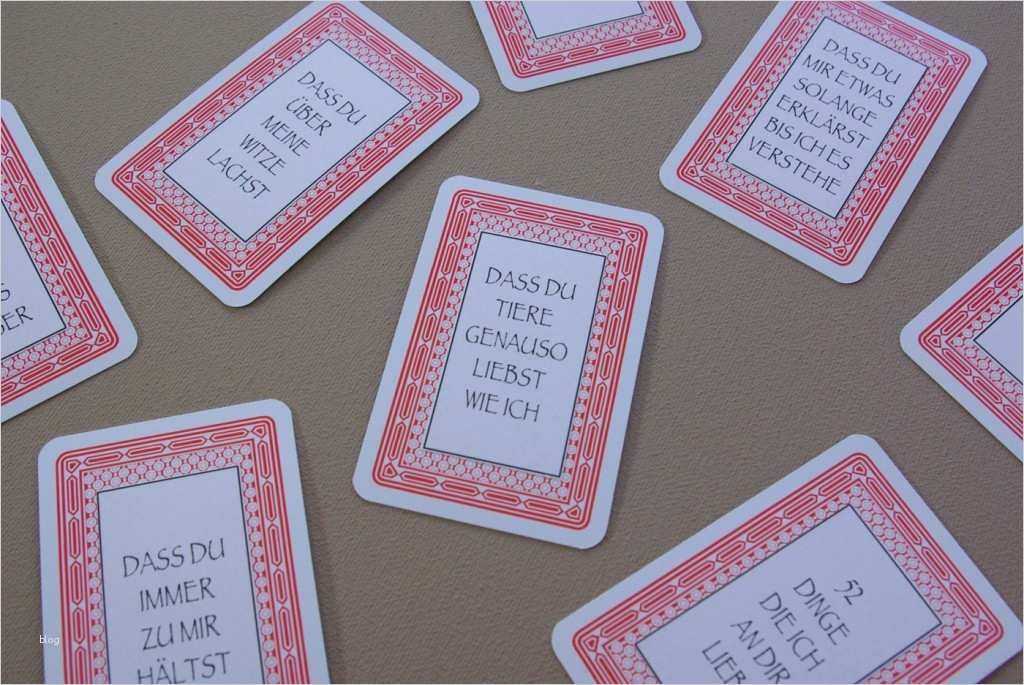 DASS DU
ÜBER
MEINE
WITZE
LACHST
DASS DU
MIR ETWAS
SOLANGE
ERKLÄRST
BIS ICH ES
VERSTEHE
DASS DU
TIERE
GENAUSO
LIEBST
WIE ICH
DASS DU
IMMER
ZU MIR
HÄLTST
52
DINGE
DIE ICH
AN DIR
blog